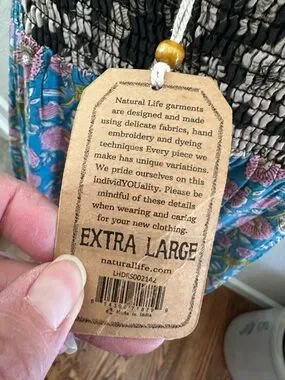 Natural Life garments
are designed and made
using delicate fabrics, hand
embroidery and dyeing
techniques Every piece we
make has unique variations.
We pride ourselves on this
individYOUality. Please be
mindful of these details
when wearing and caring
for your new clothing.
EXTRA LARGE
naturallife.com
LHDRS002142
Made in India